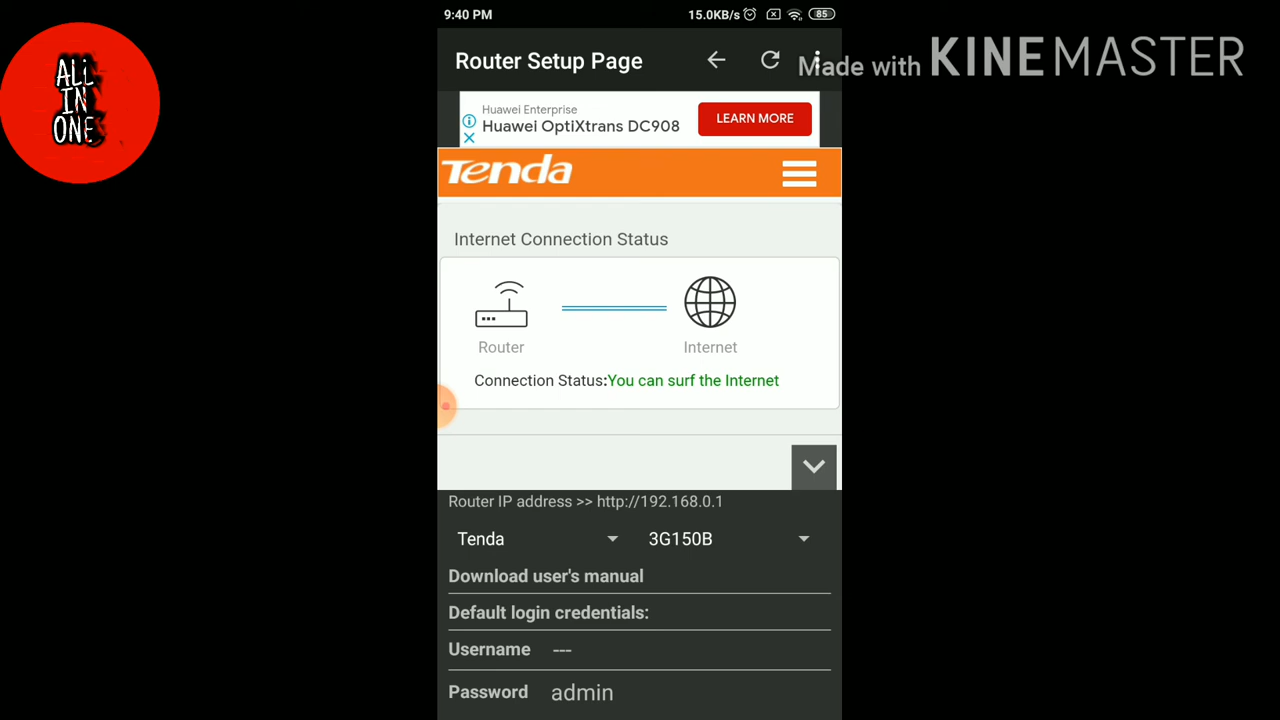 ALL
IN
ONE
9:40 PM
15.0KB/s
85
Router Setup Page
Made with KINEMASTER
Huawei Enterprise
Huawei OptiXtrans DC908
LEARN MORE
Tenda
Internet Connection Status
Router
Internet
Connection Status:You can surf the Internet
Router IP address >> http://192.168.0.1
Tenda
3G150B
Download user's manual
Default login credentials:
Username ---
Password admin